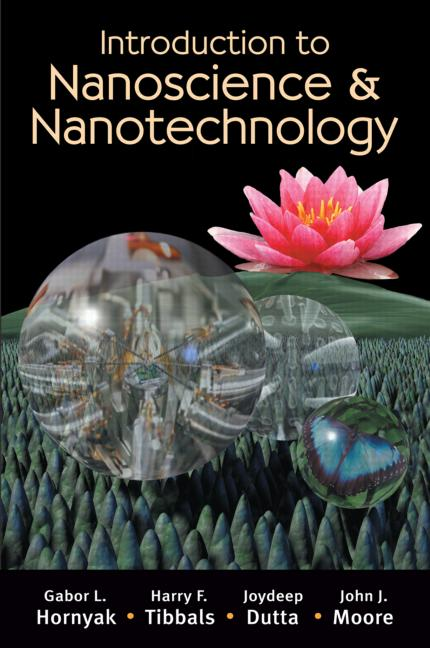 Introduction to
Nanoscience &
Nanotechnology
Gabor L. Harry F. Joydeep John J.
Hornyak • Tibbals • Dutta • Moore